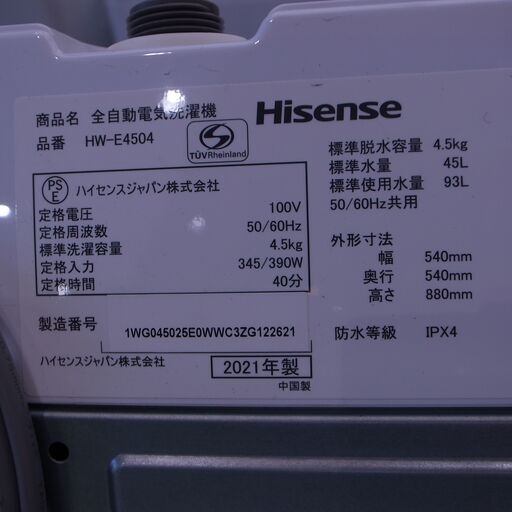 商品名 全自動電気洗濯機
品番 HW-E4504
TÜVRheinland
Hisense
PS
E
ハイセンスジャパン株式会社
定格電圧 100V
定格周波数 50/60Hz
標準洗濯容量 4.5kg
定格入力 345/390W
定格時間 40分
標準脱水容量 4.5kg
標準水量 45L
標準使用水量 93L
50/60Hz共用
外形寸法
幅 540mm
奥行 540mm
高さ 880mm
製造番号 1WG045025E0WWC3ZG122621
防水等級 IPX4
ハイセンスジャパン株式会社
2021年製
中国製